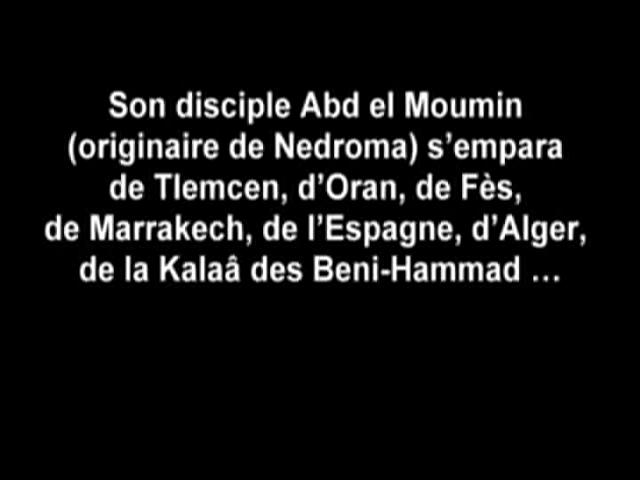 Son disciple Abd el Moumin
(originaire de Nedroma) s’empara
de Tlemcen, d’Oran, de Fès,
de Marrakech, de l’Espagne, d’Alger,
de la Kalaâ des Beni-Hammad ...